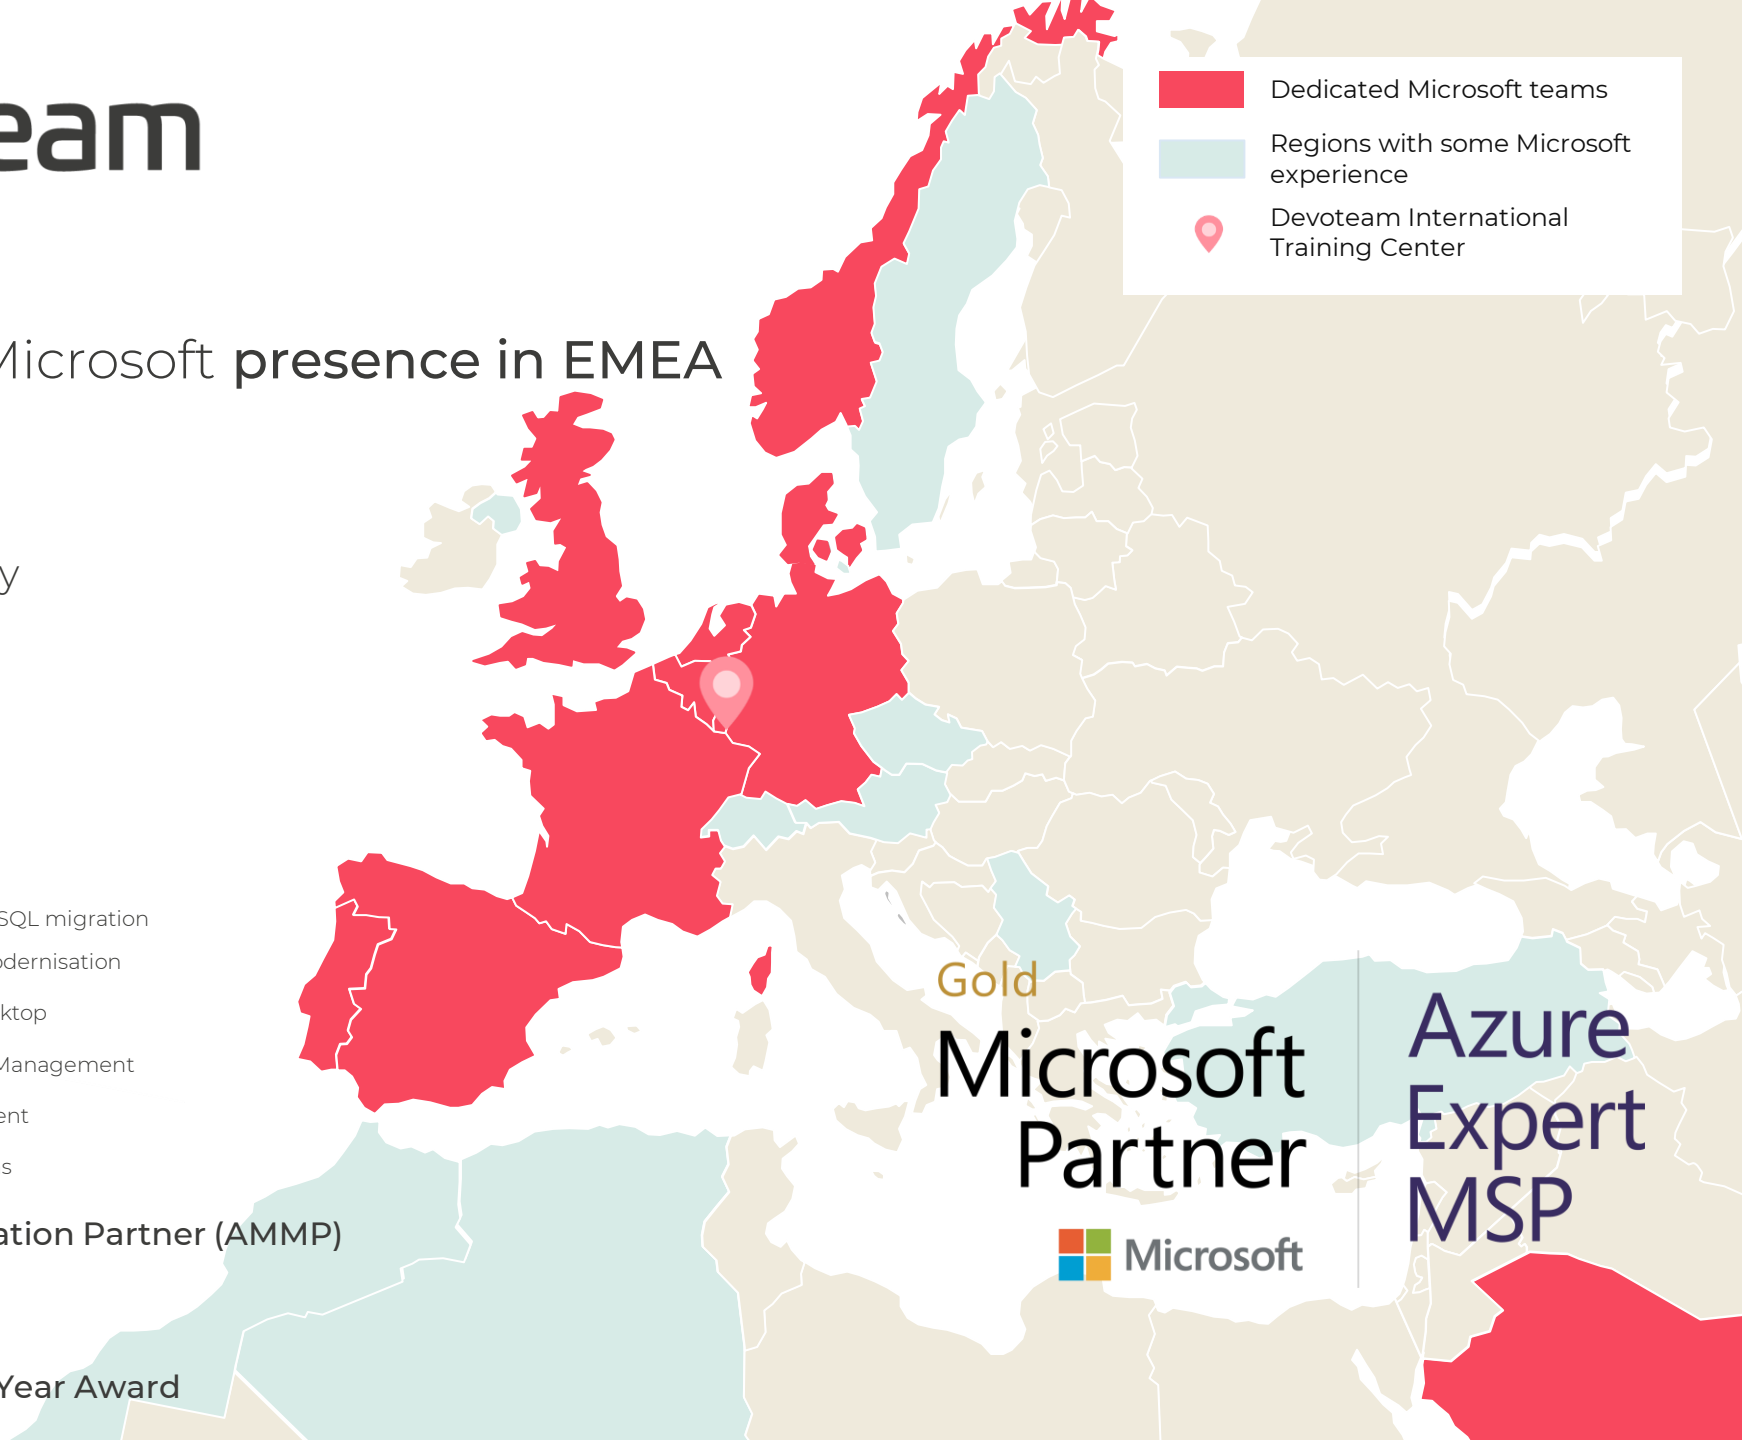 eam
Microsoft presence in EMEA
y
SQL migration
odernisation
ktop
Management
ent
s
ation Partner (AMMP)
Year Award
Dedicated Microsoft teams
Regions with some Microsoft
experience
Devoteam International
Training Center
Gold
Microsoft
Partner
Microsoft
Azure
Expert
MSP